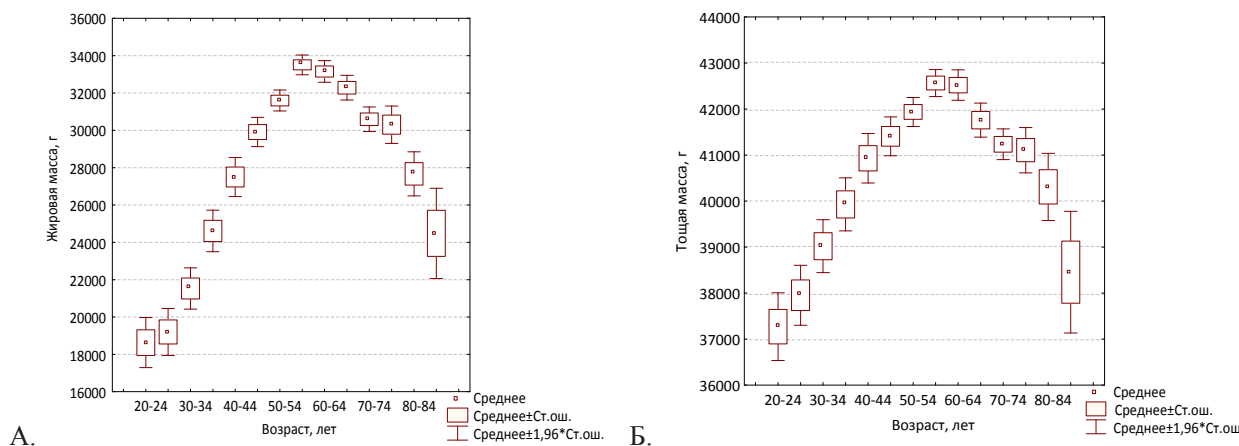 36000
34000
32000
30000
28000
26000
24000
22000
20000
18000
16000
Жировая масса, г
20-24 30-34 40-44 50-54 60-64 70-74 80-84
Возраст, лет
Среднее
Среднее±Ст.ош.
Среднее±1,96*Ст.ош.
А.
44000
43000
42000
41000
40000
39000
38000
37000
36000
Тощая масса, г
20-24 30-34 40-44 50-54 60-64 70-74 80-84
Возраст, лет
Среднее
Среднее±Ст.ош.
Среднее±1,96*Ст.ош
Б.